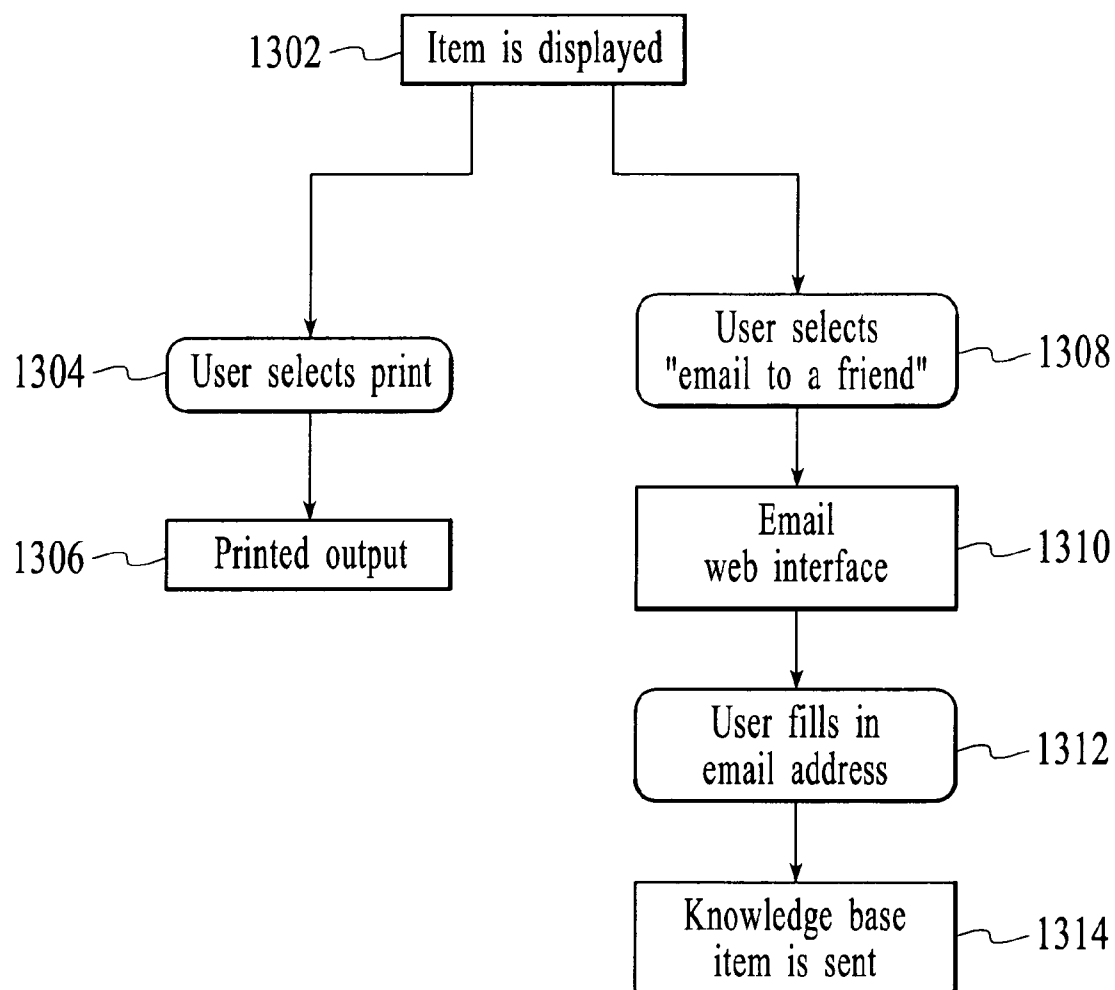 1302
Item is displayed
1304
User selects print
1306
Printed output
User selects
"email to a friend"
1308
Email
web interface
1310
User fills in
email address
1312
Knowledge base
item is sent
1314